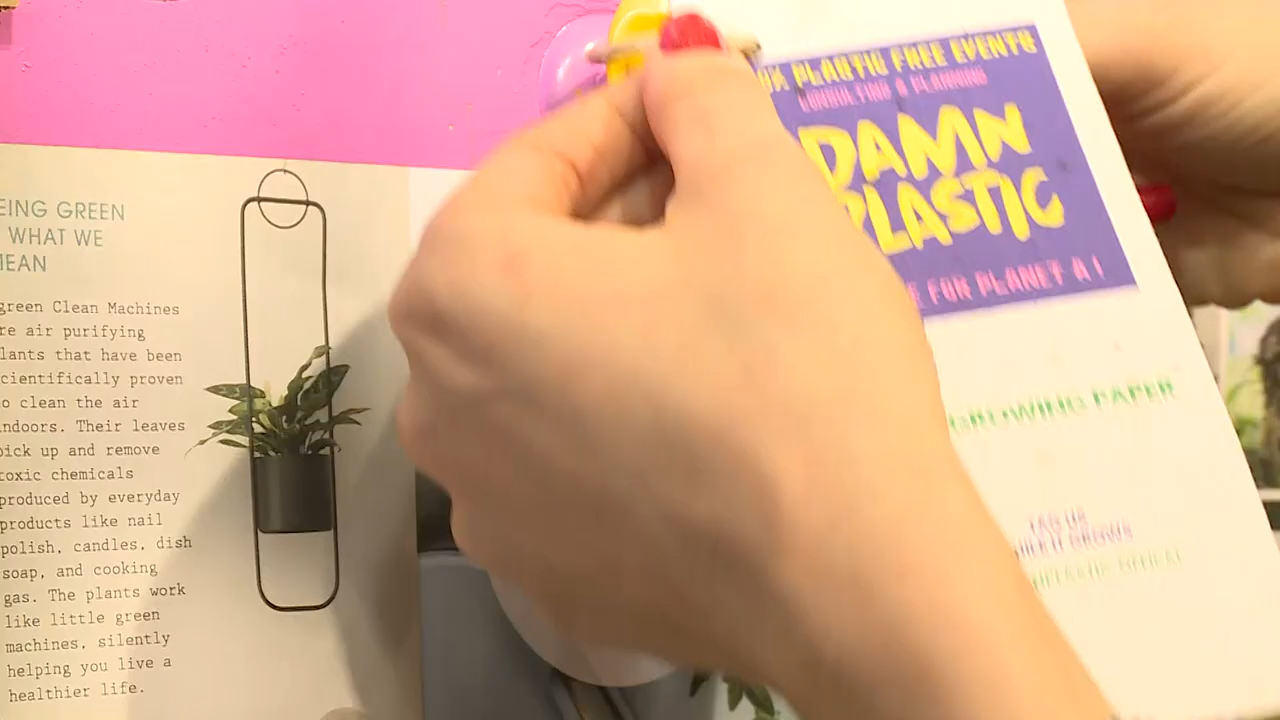 EING GREEN
WHAT WE
MEAN
green Clean Machines
re air purifying
lants that have been
cientifically proven
o clean the air
indoors. Their leaves
pick up and remove
toxic chemicals
produced by everyday
products like nail
polish, candles, dish
soap, and cooking
gas. The plants work
like little green
machines, silently
helping you live a
healthier life.
PLASTIC FREE EVENTS
CONSULTING & PLANNING
DAMN
PLASTIC
FOR PLANET A!
GROWING PAPER